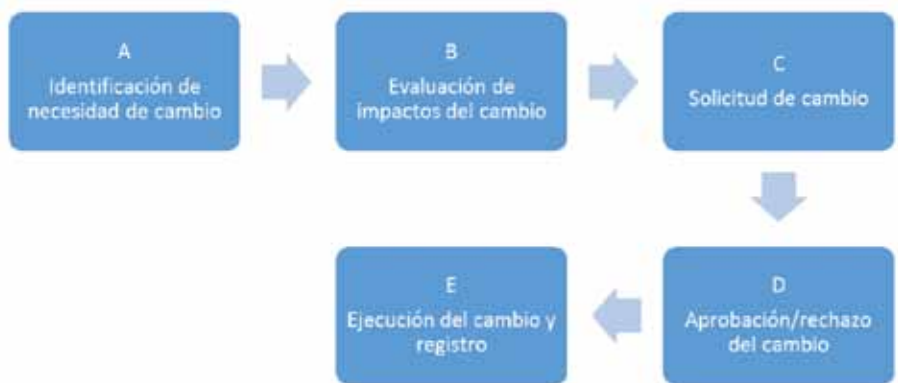 A
Identificación de
necesidad de cambio
B
Evaluación de
impactos del cambio
C
Solicitud de cambio
D
Aprobación/rechazo
del cambio
E
Ejecución del cambio y
registro